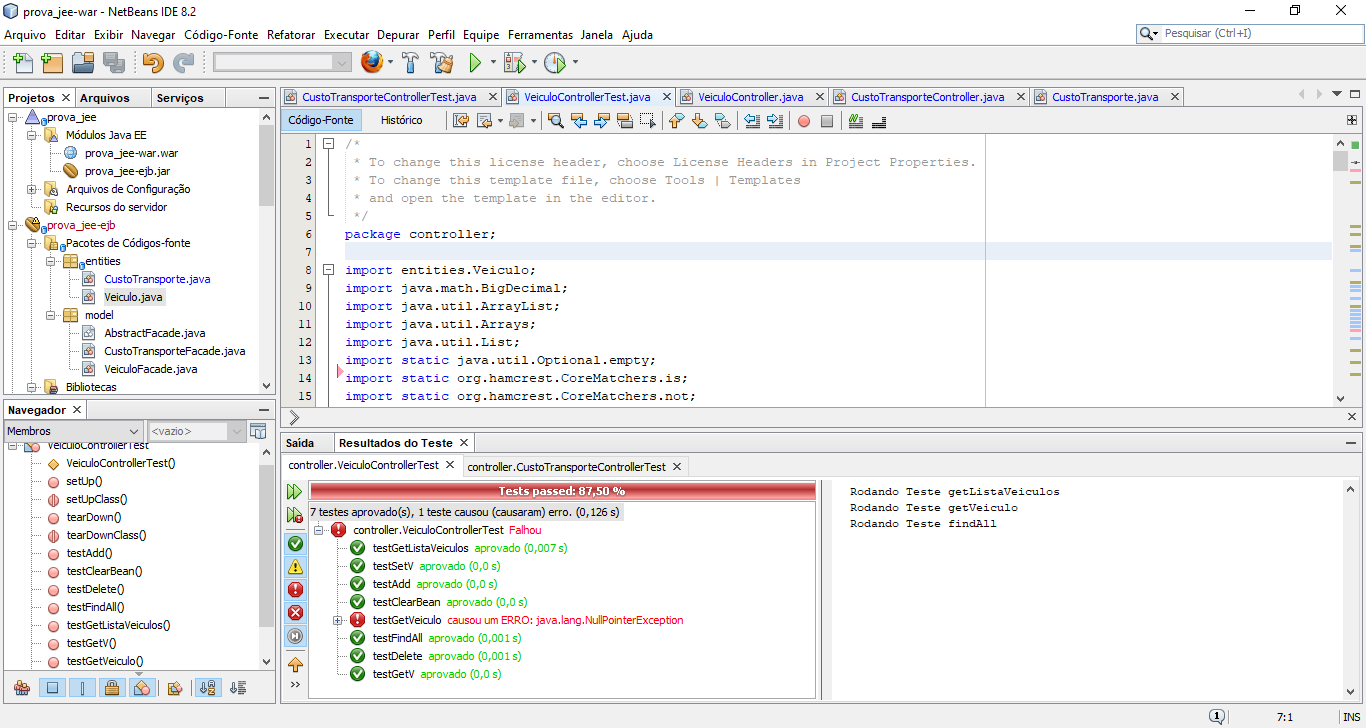 prova_jee-war - NetBeans IDE 8.2
Arquivo Editar Exibir Navegar Código-Fonte Refatorar Executar Depurar Perfil Equipe Ferramentas Janela Ajuda
Pesquisar (Ctrl+I)
Projetos Arquivos Serviços
prova_jee
Módulos Java EE
prova_jee-war.war
prova_jee-ejb.jar
Arquivos de Configuração
Recursos do servidor
prova_jee-ejb
Pacotes de Códigos-fonte
entities
CustoTransporte.java
Veiculo.java
model
AbstractFacade.java
CustoTransporteFacade.java
VeiculoFacade.java
Bibliotecas
Navegador
Membros <vazio>
VeiculoControllerTest
VeiculoControllerTest()
setUp()
setUpClass()
tearDown()
tearDownClass()
testAdd()
testClearBean()
testDelete()
testFindAll()
testGetListaVeiculos()
testGetV()
testGetVeiculo()
CustoTransporteControllerTest.java VeiculoControllerTest.java VeiculoController.java CustoTransporteController.java CustoTransporte.java
Código-Fonte Histórico
1 /*
2 * To change this license header, choose License Headers in Project Properties.
3 * To change this template file, choose Tools | Templates
4 * and open the template in the editor.
5 */
6 package controller;
7
8 import entities.Veiculo;
9 import java.math.BigDecimal;
10 import java.util.ArrayList;
11 import java.util.Arrays;
12 import java.util.List;
13 import static java.util.Optional.empty;
14 import static org.hamcrest.CoreMatchers.is;
15 import static org.hamcrest.CoreMatchers.not;
Saída Resultados do Teste
controller.VeiculoControllerTest controller.CustoTransporteControllerTest
Tests passed: 87,50 %
7 testes aprovado(s), 1 teste causou (causaram) erro. (0,126 s)
controller.VeiculoControllerTest Falhou
testGetListaVeiculos aprovado (0,007 s)
testSetV aprovado (0,0 s)
testAdd aprovado (0,0 s)
testClearBean aprovado (0,0 s)
testGetVeiculo causou um ERRO: java.lang.NullPointerException
testFindAll aprovado (0,001 s)
testDelete aprovado (0,001 s)
testGetV aprovado (0,0 s)
Rodando Teste getListaVeiculos
Rodando Teste getVeiculo
Rodando Teste findAll
1
7:1 INS